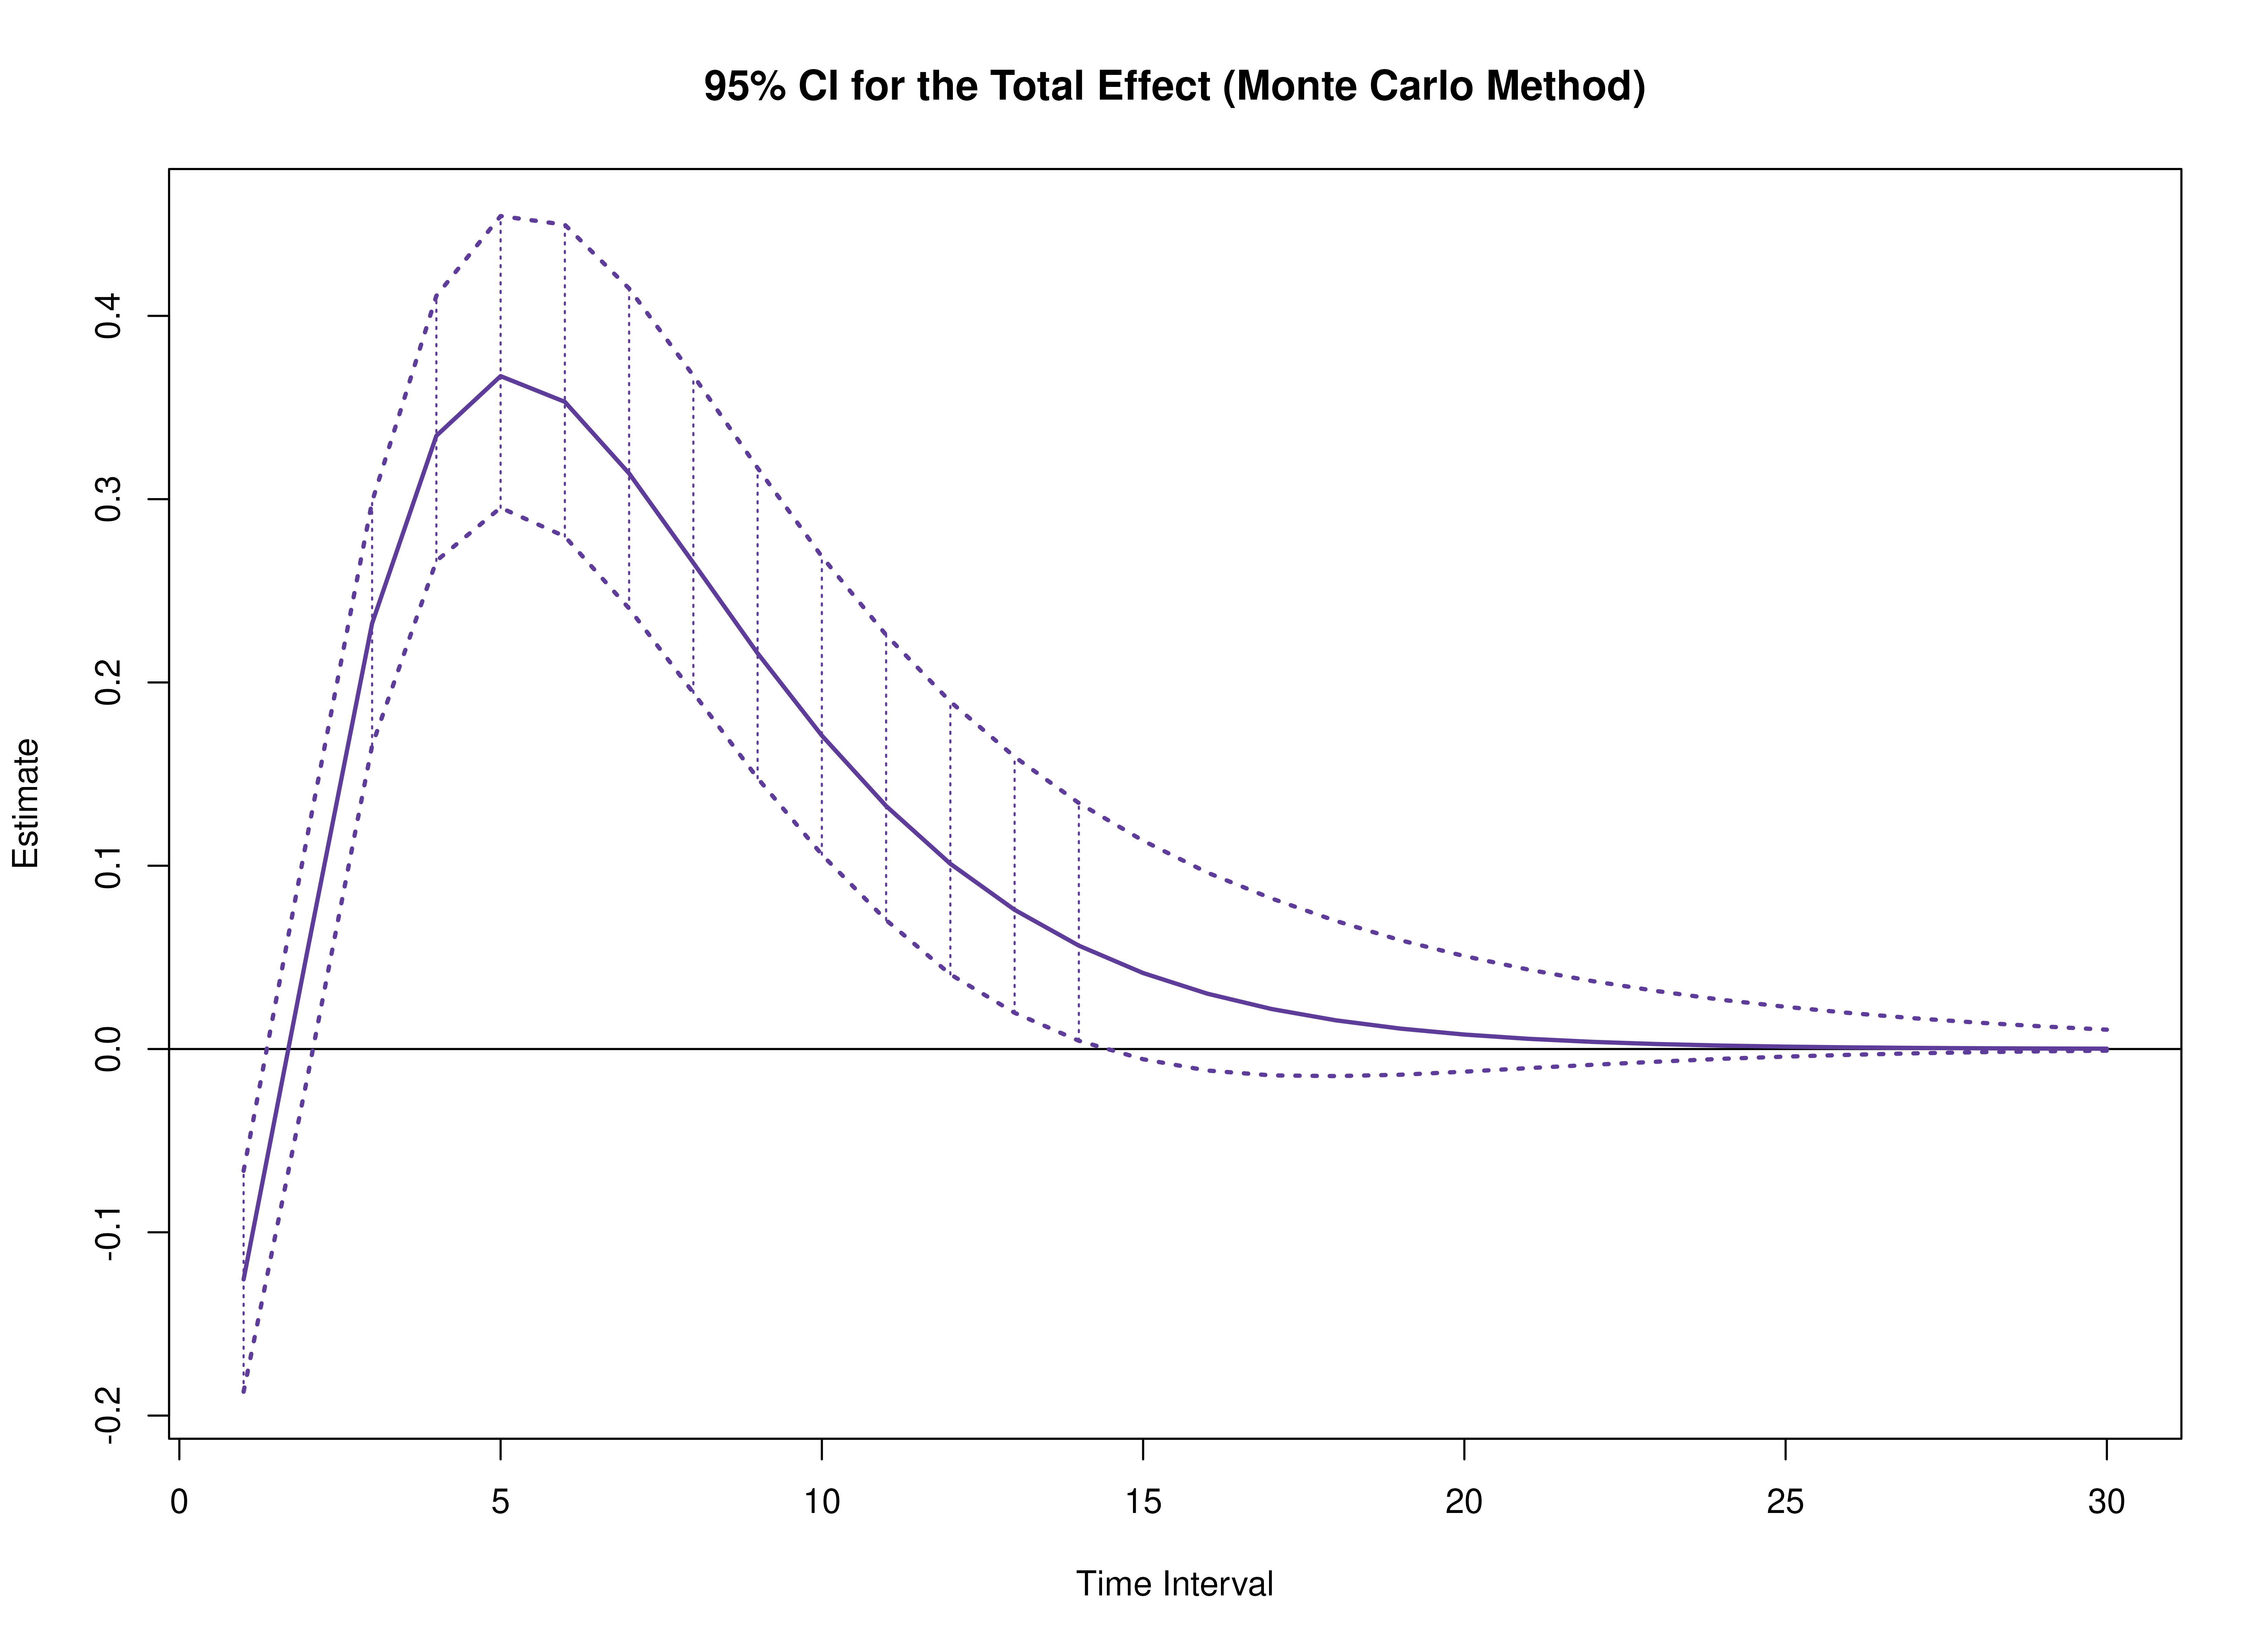 95% CI for the Total Effect (Monte Carlo Method)
Estimate
0.4
0.3
0.2
0.1
0.0
-0.1
-0.2
0 5 10 15 20 25 30
Time Interval